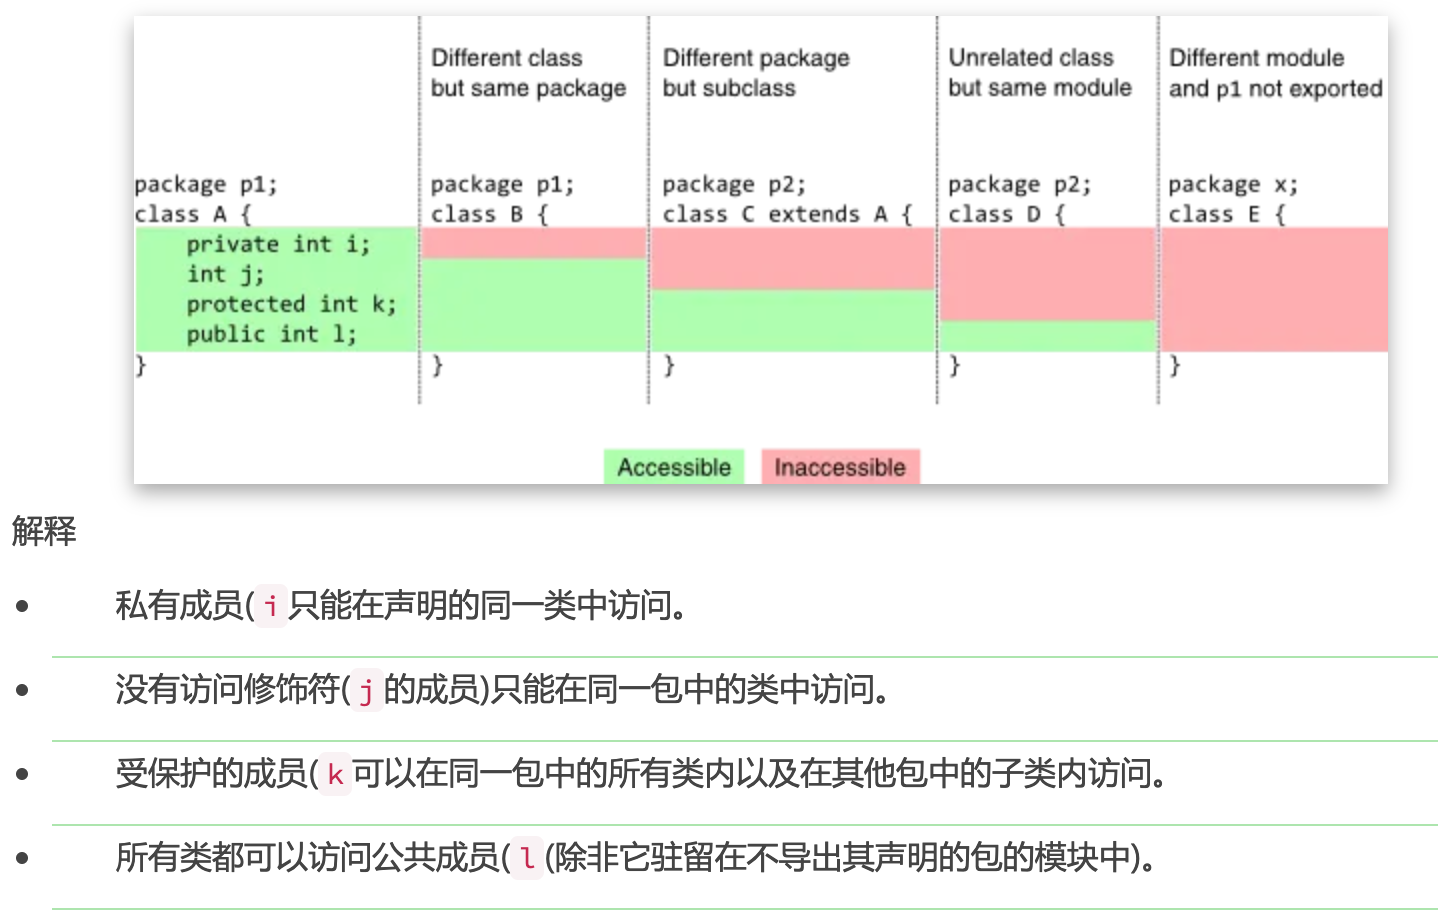 Different class
but same package
Different package
but subclass
Unrelated class
but same module
Different module
and p1 not exported
package p1;
class A {
private int i;
int j;
protected int k;
public int l;
}
package p1;
class B {
}
package p2;
class C extends A {
}
package p2;
class D {
}
package x;
class E {
}
Accessible
Inaccessible
解释
• 私有成员(i只能在声明的同一类中访问。
• 没有访问修饰符(j的成员)只能在同一包中的类中访问。
• 受保护的成员(k可以在同一包中的所有类内以及在其他包中的子类内访问。
• 所有类都可以访问公共成员(l(除非它驻留在不导出其声明的包的模块中)。